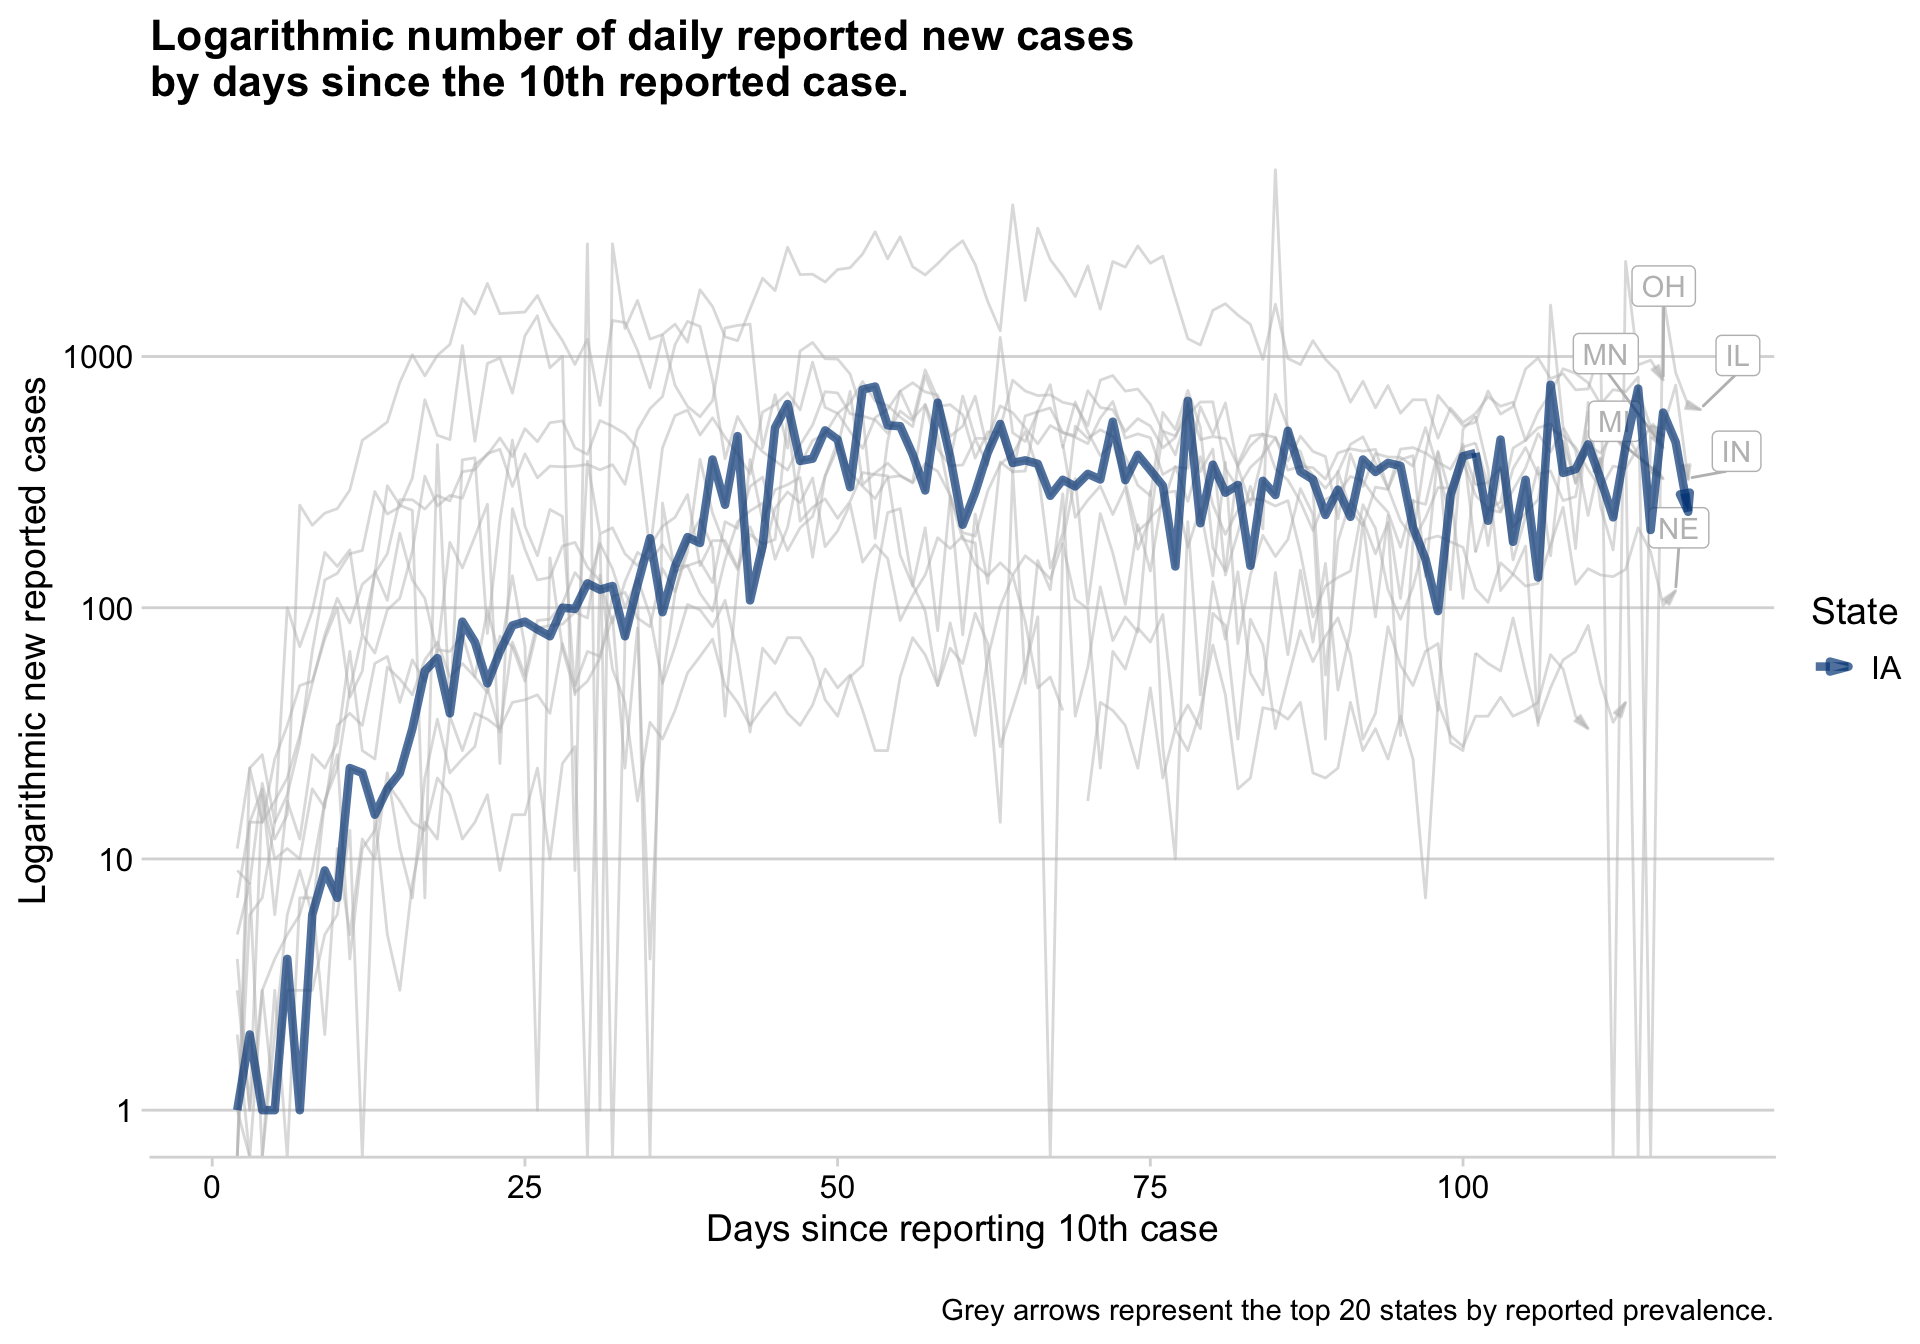 Logarithmic number of daily reported new cases
by days since the 10th reported case.
Logarithmic new reported cases
1000
100
10
1
OH
MN
IL
IN
NE
State
IA
0
25
50
75
100
Days since reporting 10th case
Grey arrows represent the top 20 states by reported prevalence.